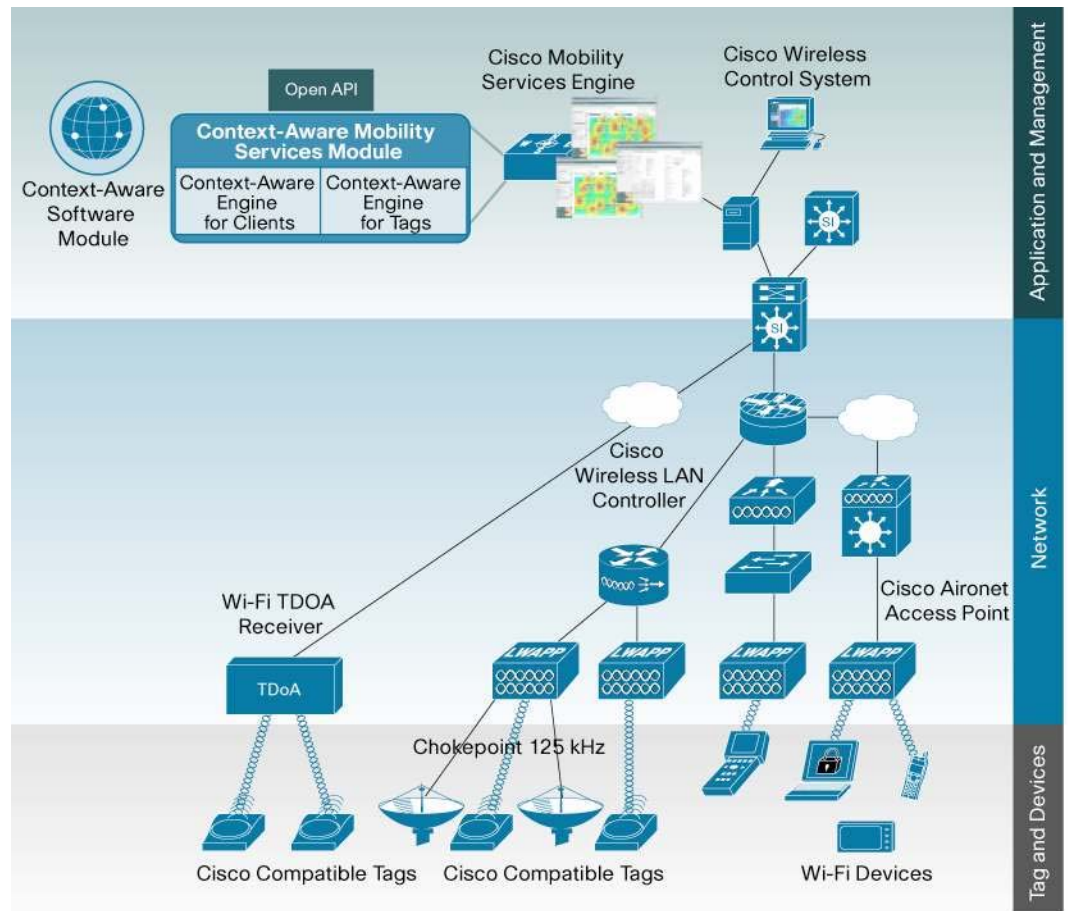 Cisco Mobility
Services Engine
Cisco Wireless
Control System
Open API
Context-Aware Mobility
Services Module
Context-Aware
Engine
for Clients
Context-Aware
Engine
for Tags
Context-Aware
Software
Module
SI
SI
Application and Management
Cisco
Wireless LAN
Controller
Network
Wi-Fi TDOA
Receiver
Cisco Aironet
Access Point
TDoA
LWAPP
LWAPP
LWAPP
LWAPP
Chokepoint 125 kHz
Tag and Devices
Cisco Compatible Tags
Cisco Compatible Tags
Wi-Fi Devices